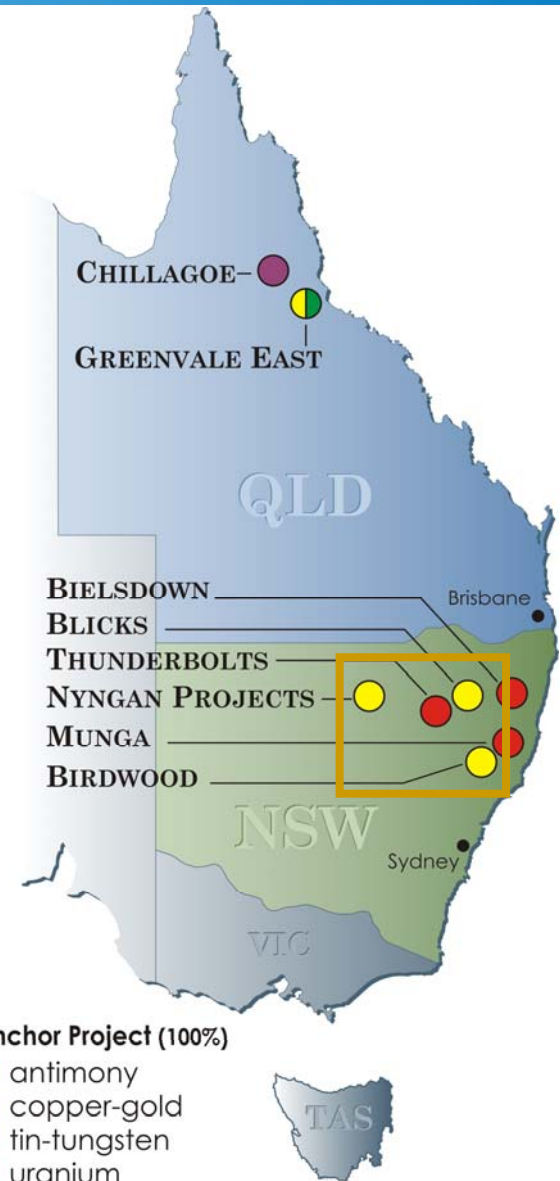 CHILLAGOE
GREENVALE EAST
QLD
BIELSDOWN
Brisbane
BLICKS
THUNDERBOLTS
NYNGAN PROJECTS
MUNGA
BIRDWOOD
NSW
Sydney
VIC
nchor Project (100%)
antimony
copper-gold
TAS
tin-tungsten
uranium